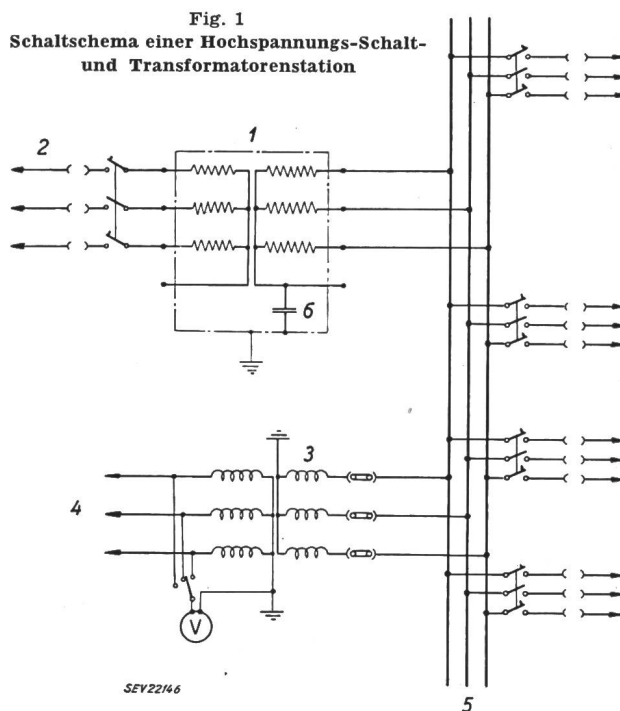 Fig. 1
Schaltschema einer Hochspannungs-Schalt-
und Transformatorenstation
1
2
6
3
4
V
SEV22146
5